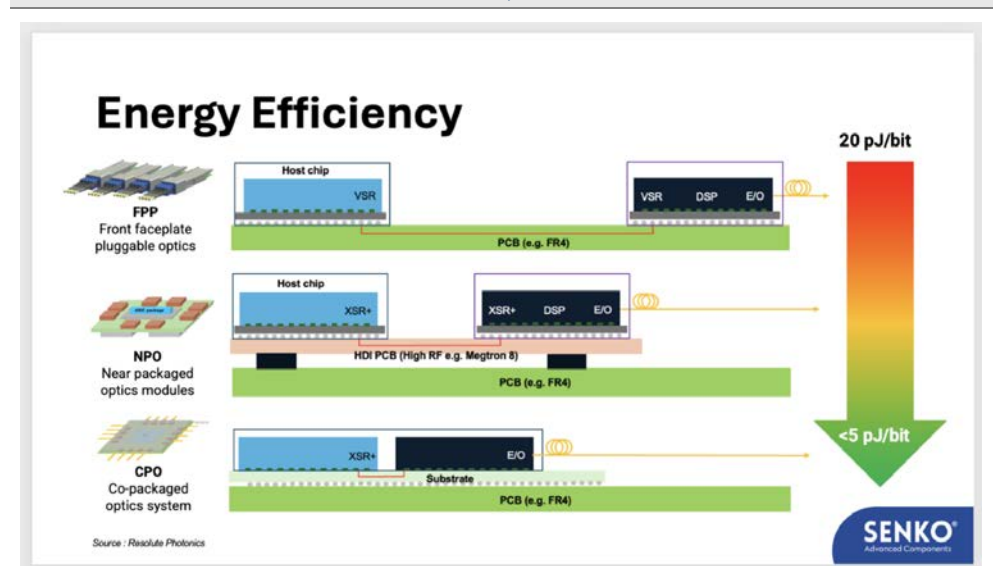 Energy Efficiency
20 pJ/bit
FPP
Front faceplate
pluggable optics
Host chip
VSR
VSR DSP E/O
PCB (e.g. FR4)
NPO
Near packaged
optics modules
Host chip
XSR+
XSR+ DSP E/O
HDI PCB (High RF e.g. Megtron 8)
PCB (e.g. FR4)
CPO
Co-packaged
optics system
XSR+
E/O
Substrate
PCB (e.g. FR4)
<5 pJ/bit
Source : Resolute Photonics
SENKO®
Advanced Components